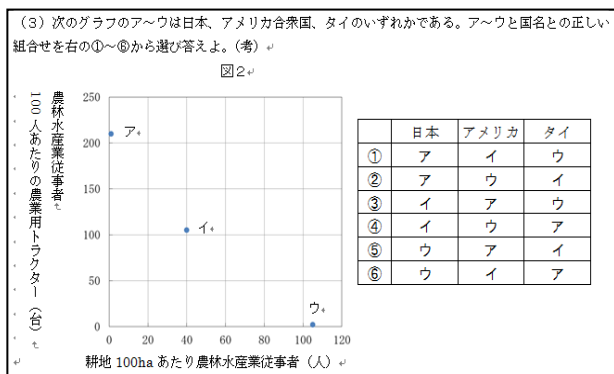 （3）次のグラフのア～ウは日本、アメリカ合衆国、タイのいずれかである。ア～ウと国名との正しい
組合せを右の①～⑥から選び答えよ。(考)
図2
農林水産業従事者
100人あたりの農業用トラクター（台）
250
200
150
100
50
0
ア
イ
ウ
0 20 40 60 80 100 120
耕地 100ha あたり農林水産業従事者（人）
日本 アメリカ タイ
① ア イ ウ
② ア ウ イ
③ イ ア ウ
④ イ ウ ア
⑤ ウ ア イ
⑥ ウ イ ア